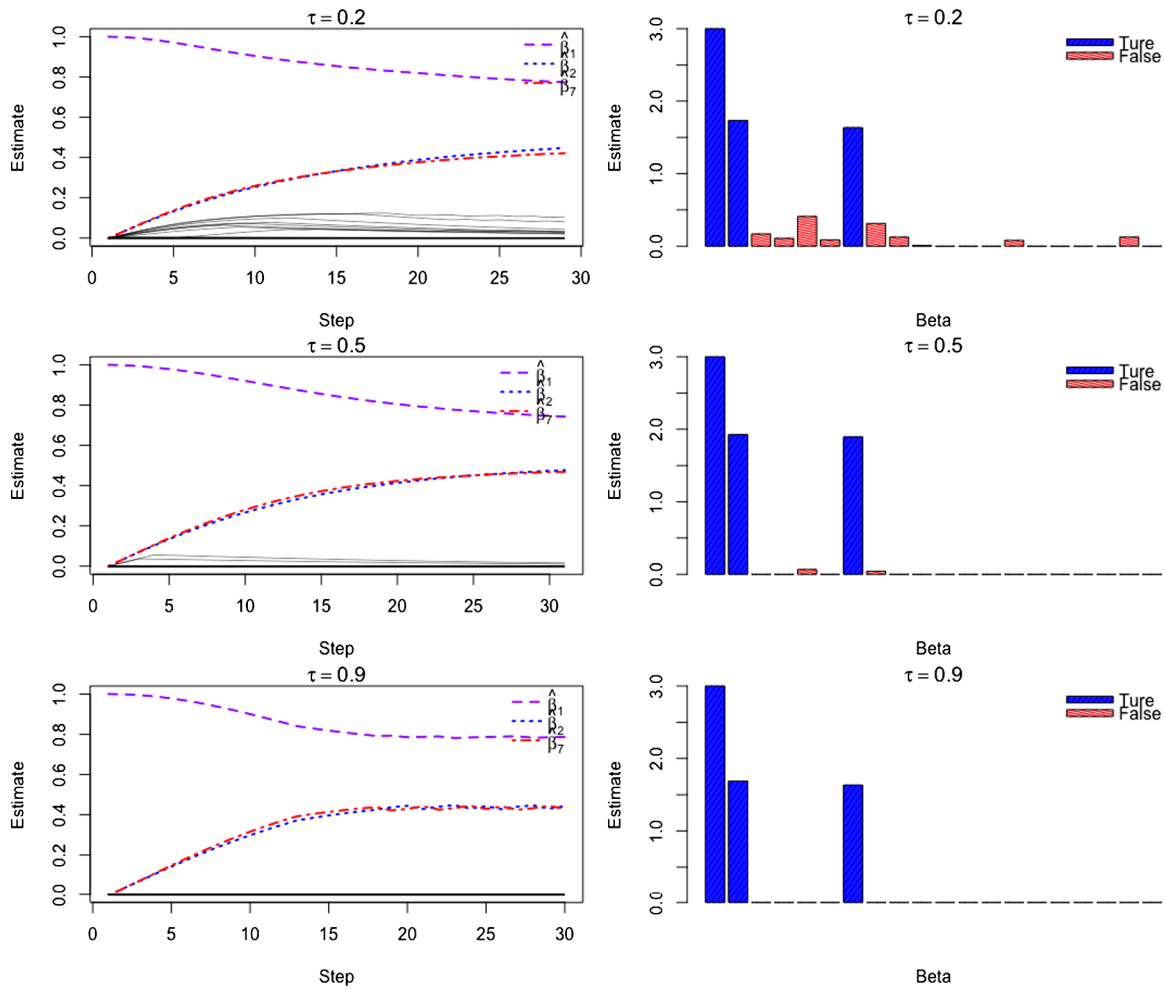 τ = 0.2
Estimate
0.0 0.2 0.4 0.6 0.8 1.0
β̂1
β̂2
β̂7
0 5 10 15 20 25 30
Step
τ = 0.2
Estimate
0.0 1.0 2.0 3.0
Ture
False
Beta
τ = 0.5
Estimate
0.0 0.2 0.4 0.6 0.8 1.0
β̂1
β̂2
β̂7
0 5 10 15 20 25 30
Step
τ = 0.5
Estimate
0.0 1.0 2.0 3.0
Ture
False
Beta
τ = 0.9
Estimate
0.0 0.2 0.4 0.6 0.8 1.0
β̂1
β̂2
β̂7
0 5 10 15 20 25 30
Step
τ = 0.9
Estimate
0.0 1.0 2.0 3.0
Ture
False
Beta